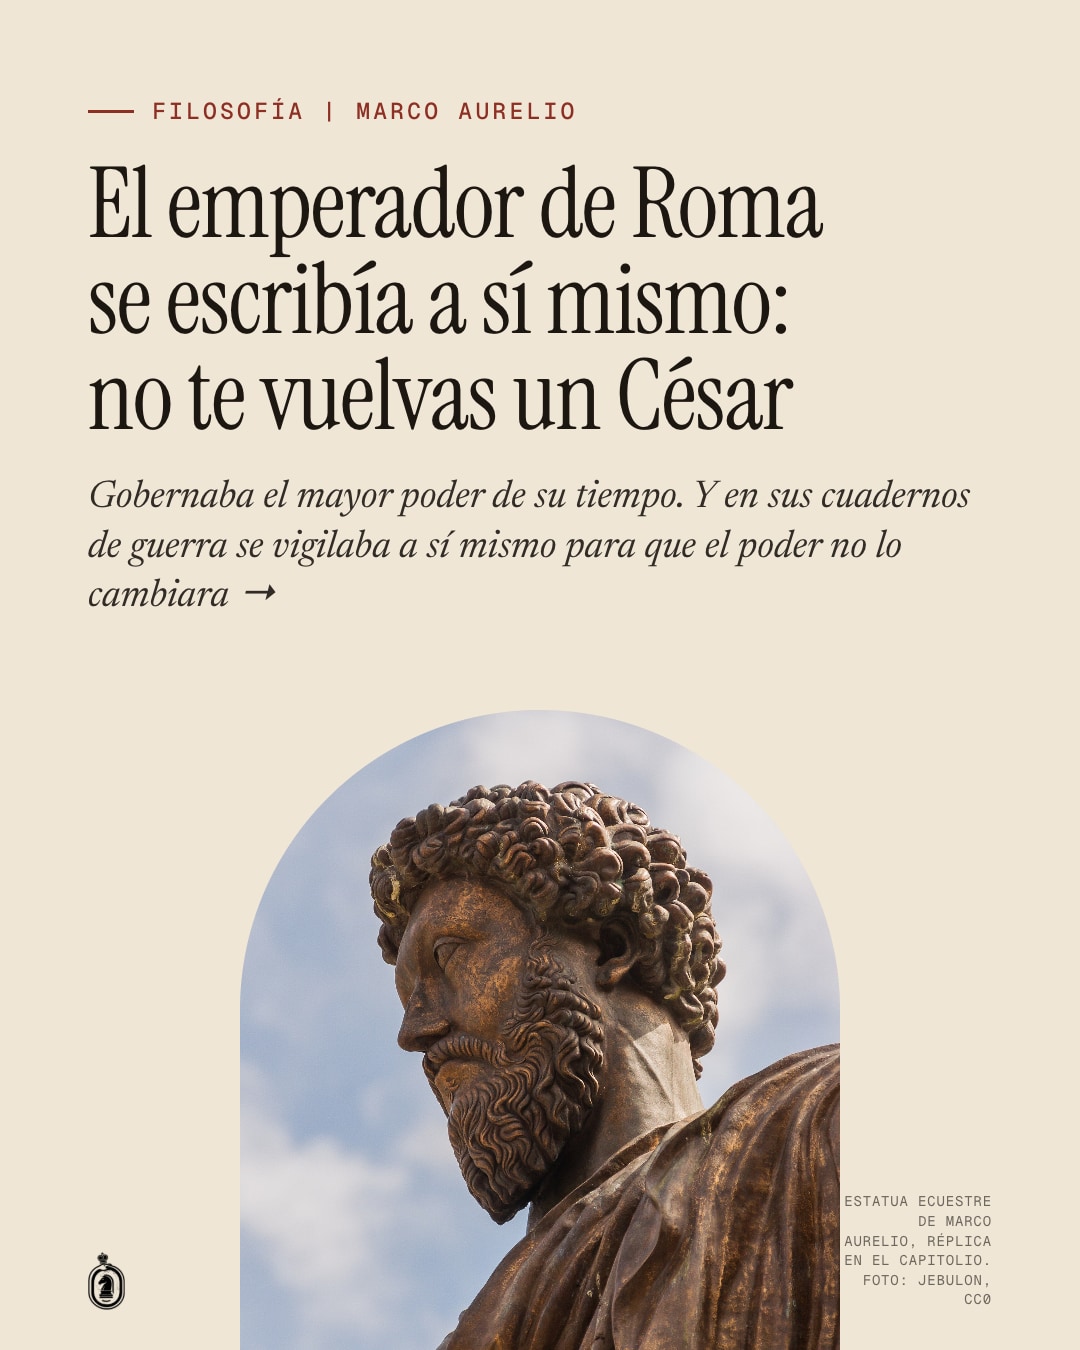 FILOSOFÍA | MARCO AURELIO
El emperador de Roma
se escribía a sí mismo:
no te vuelvas un César
Gobernaba el mayor poder de su tiempo. Y en sus cuadernos
de guerra se vigilaba a sí mismo para que el poder no lo
cambiara →
ESTATUA ECUESTRE
DE MARCO
AURELIO, RÉPLICA
EN EL CAPITOLIO.
FOTO: JEBULON,
CC0